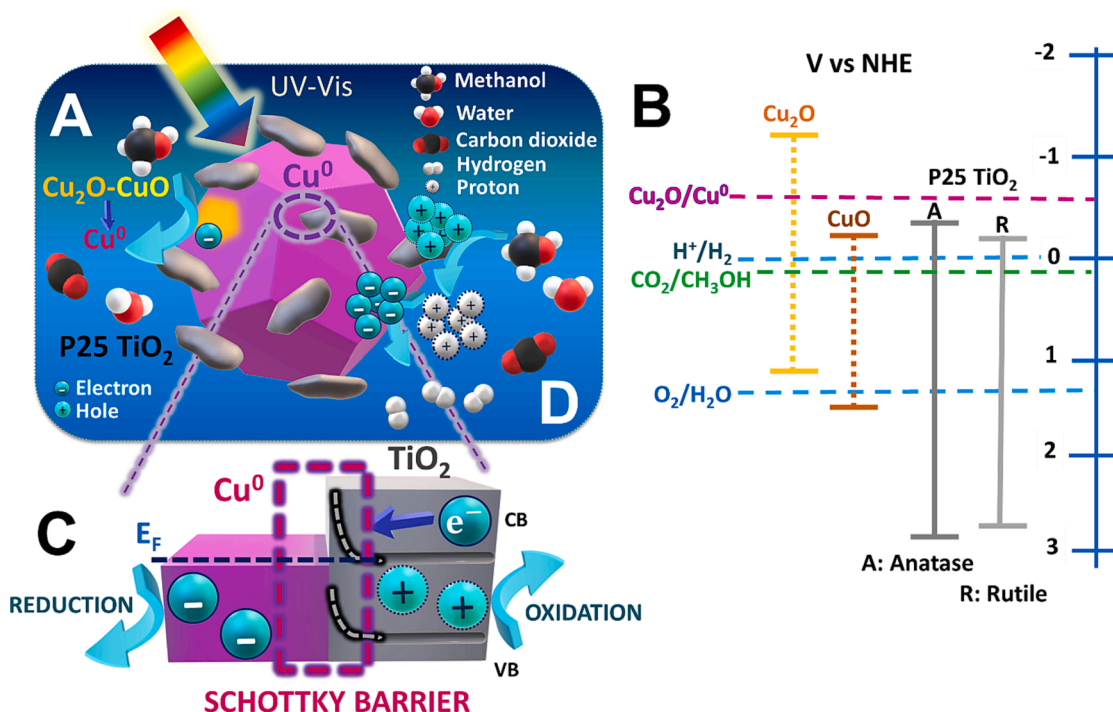 A
UV-Vis
Methanol
Water
Carbon dioxide
Hydrogen
Proton
Cu₂O-CuO
Cu⁰
Cu⁰
P25 TiO₂
Electron
Hole
D
B
V vs NHE
Cu₂O
Cu₂O/Cu⁰
P25 TiO₂
A
R
CuO
H⁺/H₂
CO₂/CH₃OH
O₂/H₂O
-2
-1
0
1
2
3
A: Anatase
R: Rutile
C
Cu⁰
TiO₂
E_F
e⁻
CB
REDUCTION
OXIDATION
VB
SCHOTTKY BARRIER